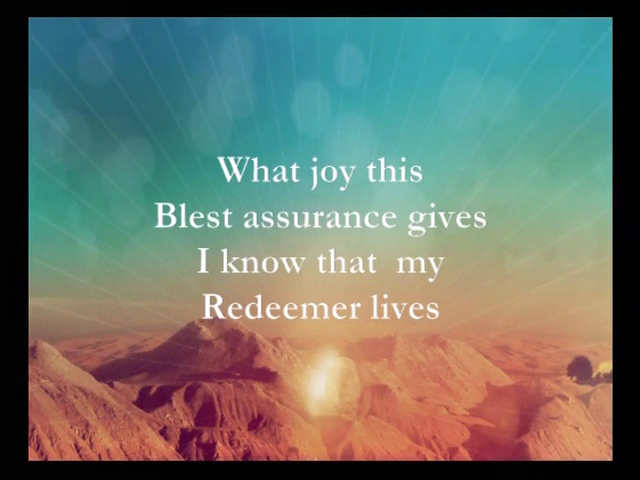 What joy this
Blest assurance gives
I know that  my
Redeemer lives